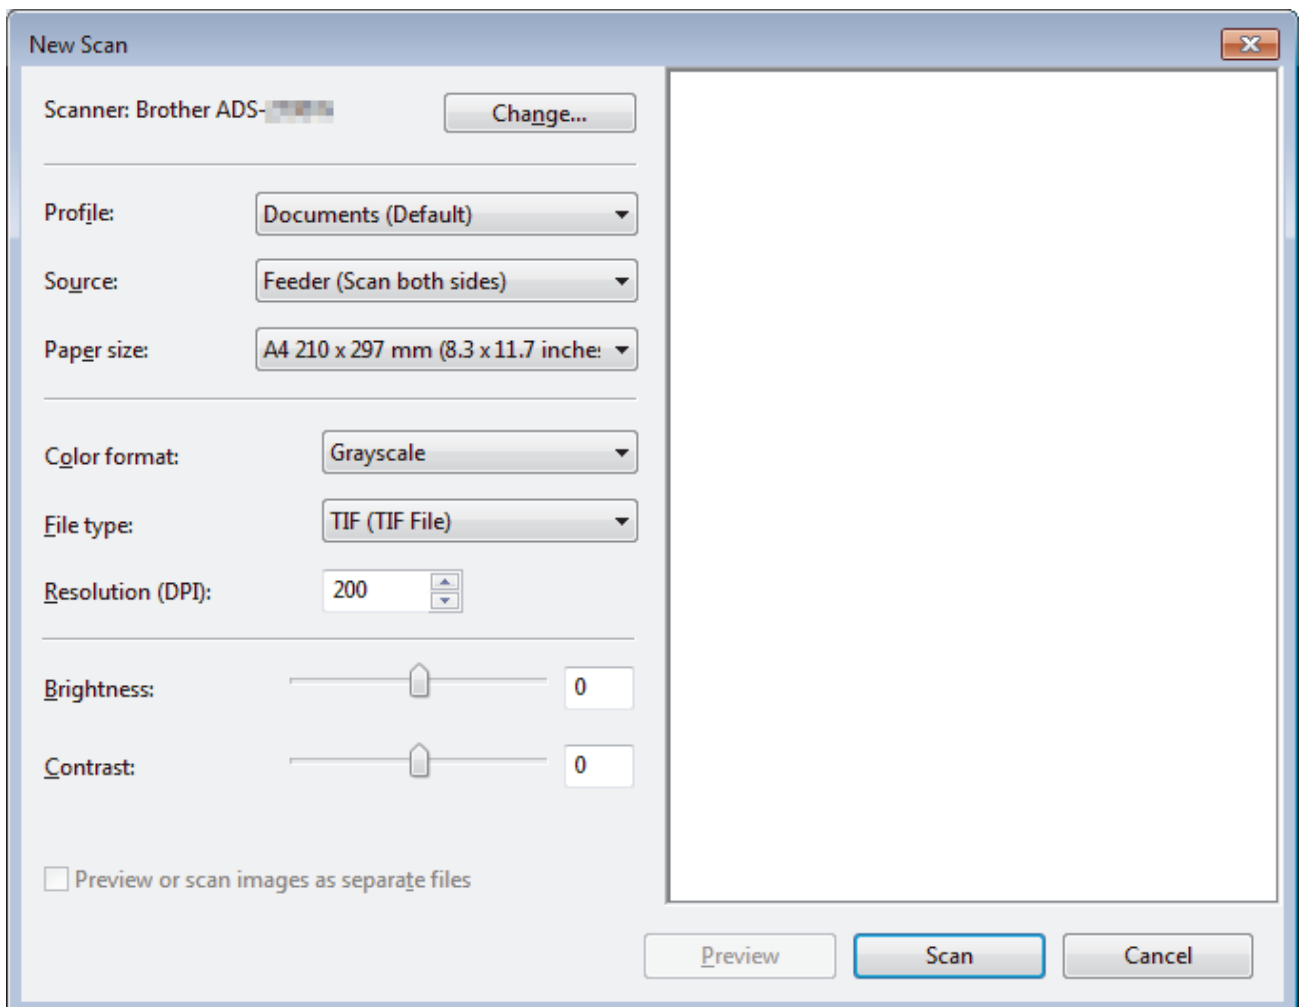 New Scan
Scanner: Brother ADS-
Change...
Profile:
Documents (Default)
Source:
Feeder (Scan both sides)
Paper size:
A4 210 x 297 mm (8.3 x 11.7 inches
Color format:
Grayscale
File type:
TIF (TIF File)
Resolution (DPI):
200
Brightness:
0
Contrast:
0
Preview or scan images as separate files
Preview
Scan
Cancel